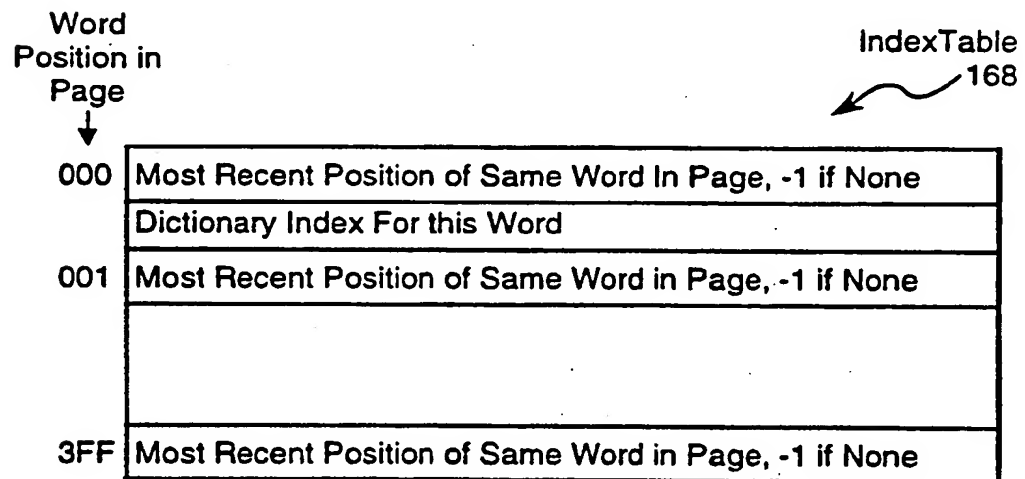 Word
Position in
Page
IndexTable
168
000 Most Recent Position of Same Word In Page, -1 if None
Dictionary Index For this Word
001 Most Recent Position of Same Word in Page, -1 if None
3FF Most Recent Position of Same Word in Page, -1 if None